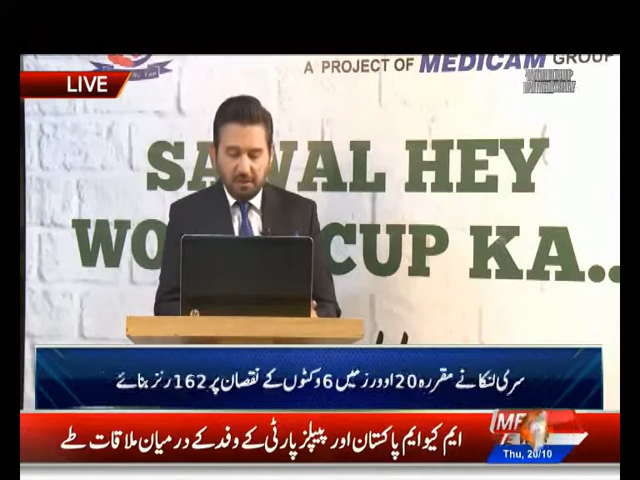 LIVE
A PROJECT OF MEDICAM GROUP
SAWAL HEY
WORLD CUP KA..
سری لنکا نے مقررہ 20 اوورز میں 6 وکٹوں کے نقصان پر 162 رنز بنائے
ایم کیو ایم پاکستان اور پیپلز پارٹی کے وفد کے درمیان ملاقات طے
Thu, 20/10